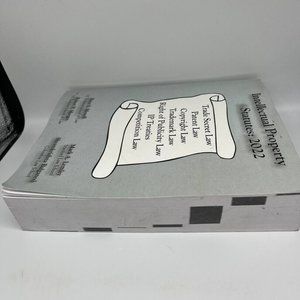 Intellectual Property
Statutes 2022
Trade Secret Law
Patent Law
Copyright Law
Trademark Law
Right of Publicity Law
IP Treaties
Competition Law